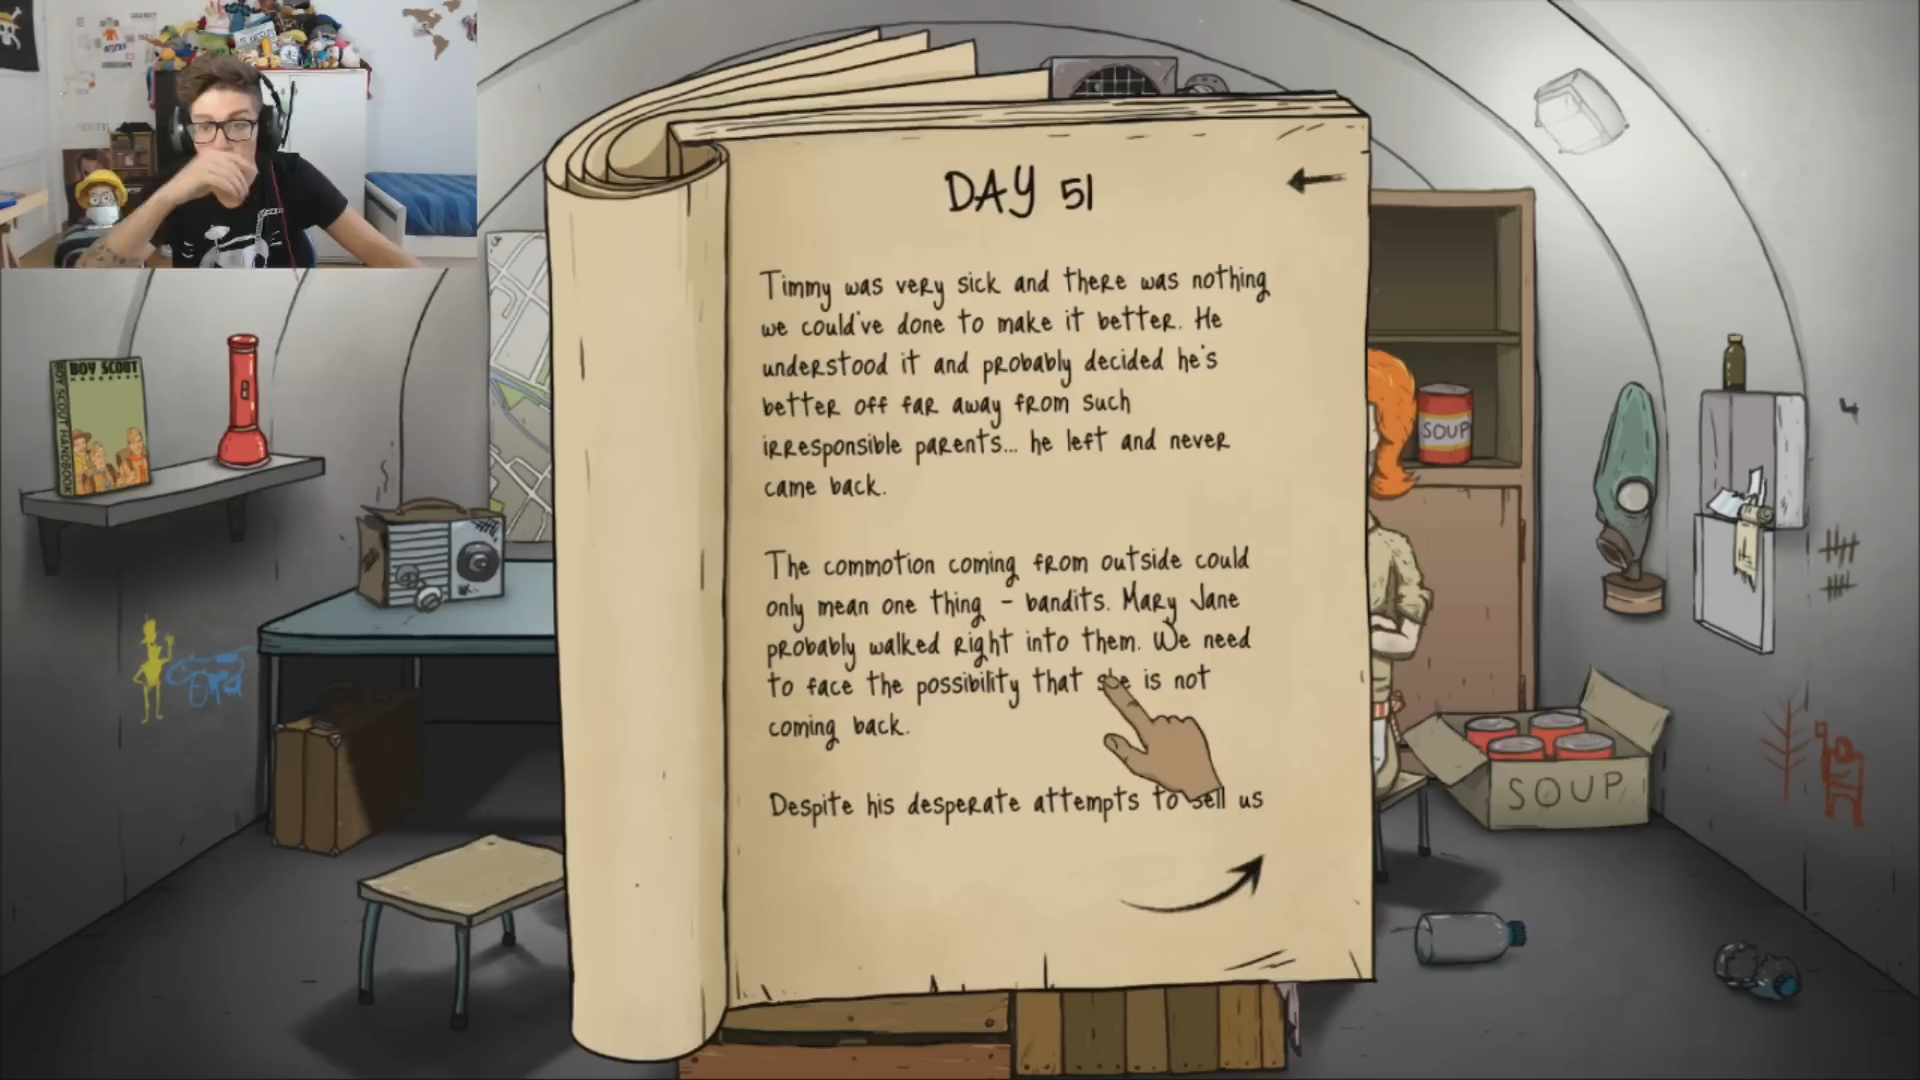 DAY 51
Timmy was very sick and there was nothing
we could've done to make it better. He
understood it and probably decided he's
better off far away from such
irresponsible parents... he left and never
came back.
The commotion coming from outside could
only mean one thing - bandits. Mary Jane
probably walked right into them. We need
to face the possibility that she is not
coming back.
Despite his desperate attempts to sell us
BOY SCOUT
BOY SCOUT HANDBOOK
SOUP
SOUP